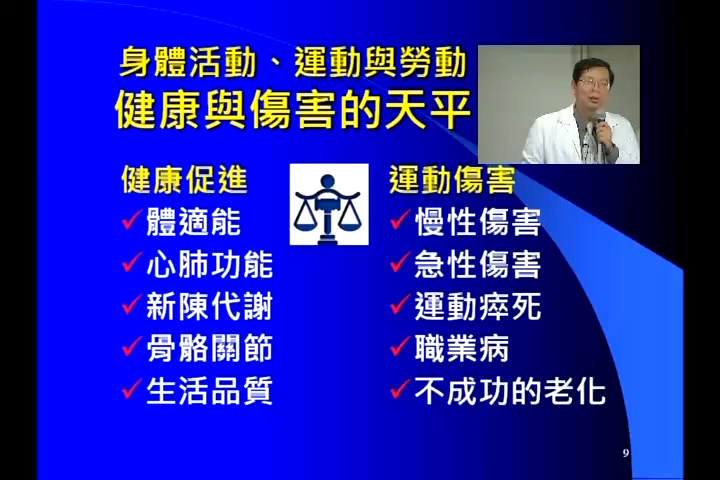 身體活動、運動與勞動
健康與傷害的天平
健康促進
✓體適能
✓心肺功能
✓新陳代謝
✓骨骼關節
✓生活品質
運動傷害
✓慢性傷害
✓急性傷害
✓運動瘁死
✓職業病
✓不成功的老化
9